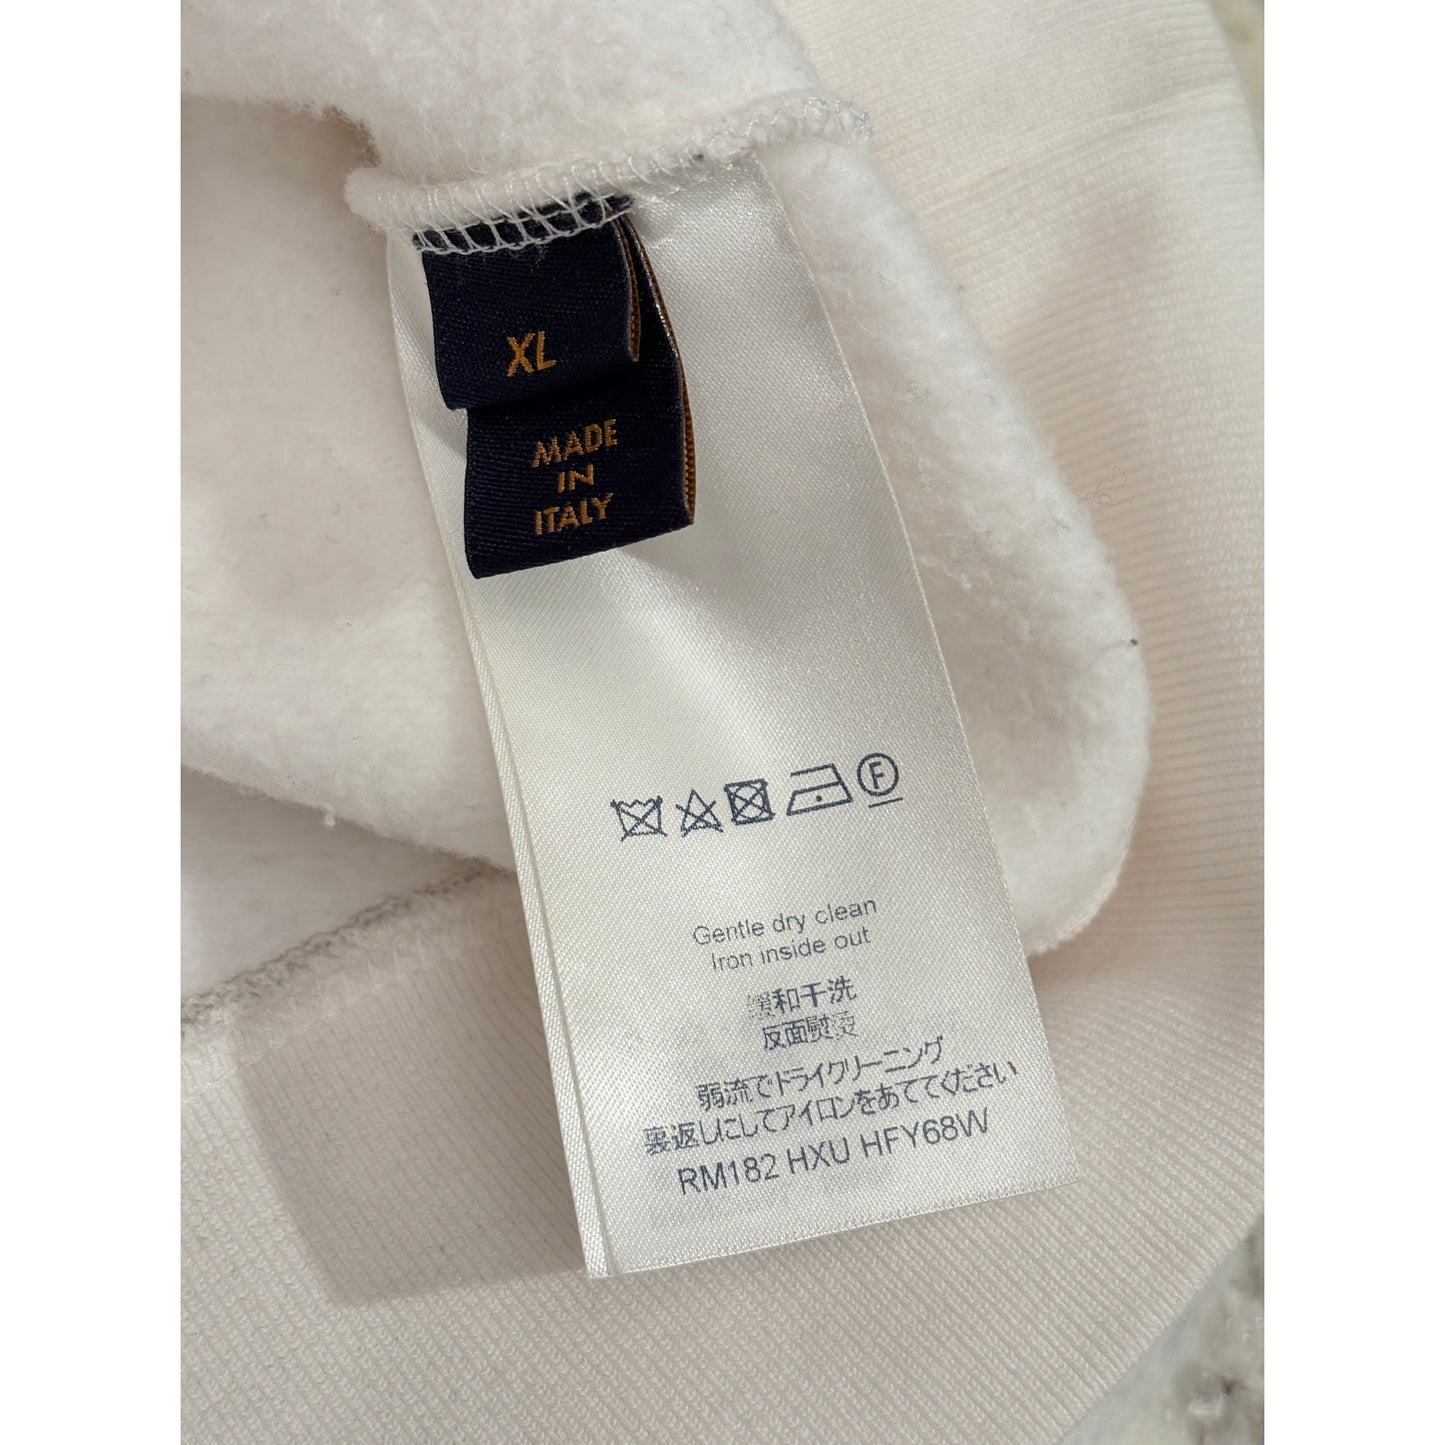 XL
MADE
IN
ITALY
F
Gentle dry clean
Iron inside out
缓和干洗
反面熨烫
弱流でドライクリーニング
裏返しにしてアイロンをあててください
RM182 HXU HFY68W